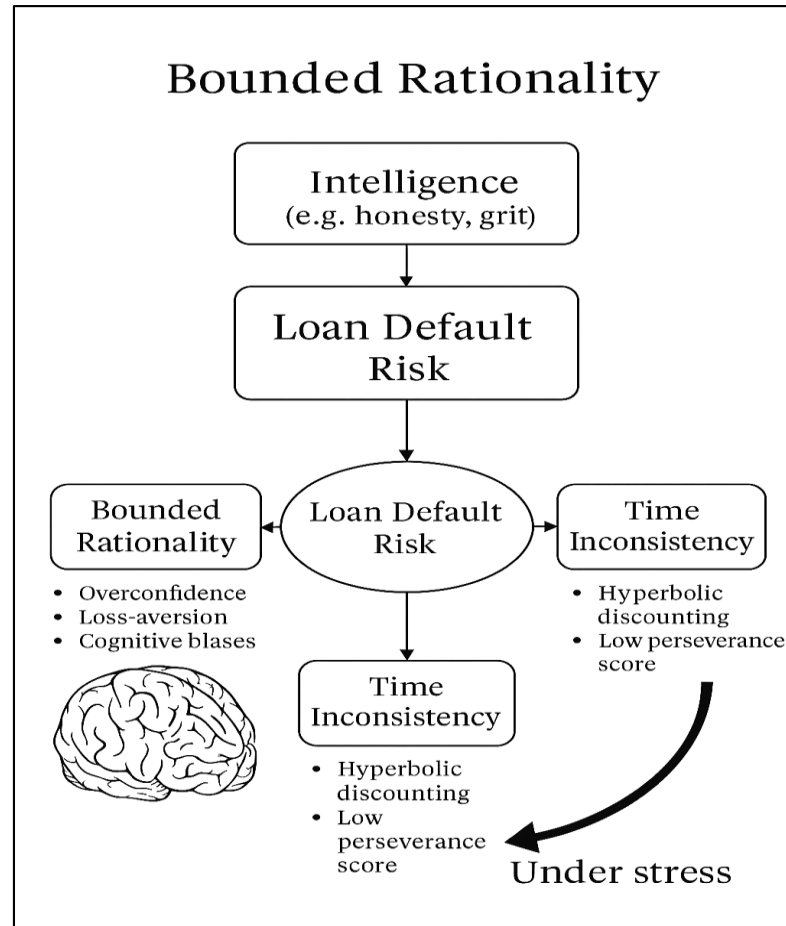 Bounded Rationality
Intelligence
(e.g. honesty, grit)
Loan Default
Risk
Bounded
Rationality
Loan Default
Risk
Time
Inconsistency
• Overconfidence
• Loss-aversion
• Cognitive blases
• Hyperbolic
discounting
• Low perseverance
score
Time
Inconsistency
• Hyperbolic
discounting
• Low
perseverance
score
Under stress